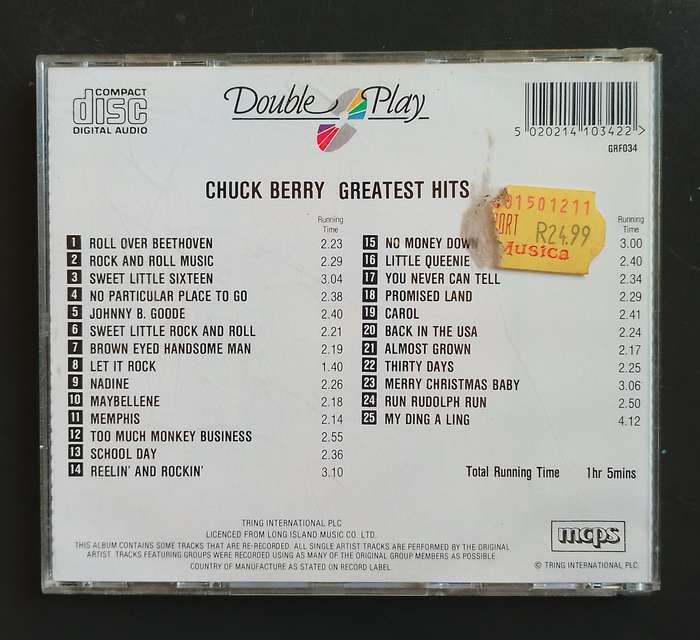 COMPACT
disc
DIGITAL AUDIO
Double Play
5 020214 103422 >
GRF034
CHUCK BERRY GREATEST HITS
01501211
R24.99
Musica
Running
Time
1 ROLL OVER BEETHOVEN 2.23
2 ROCK AND ROLL MUSIC 2.29
3 SWEET LITTLE SIXTEEN 3.04
4 NO PARTICULAR PLACE TO GO 2.38
5 JOHNNY B. GOODE 2.40
6 SWEET LITTLE ROCK AND ROLL 2.21
7 BROWN EYED HANDSOME MAN 2.19
8 LET IT ROCK 1.40
9 NADINE 2.26
10 MAYBELLENE 2.18
11 MEMPHIS 2.14
12 TOO MUCH MONKEY BUSINESS 2.55
13 SCHOOL DAY 2.36
14 REELIN' AND ROCKIN' 3.10
Running
Time
15 NO MONEY DOWN 3.00
16 LITTLE QUEENIE 2.40
17 YOU NEVER CAN TELL 2.34
18 PROMISED LAND 2.29
19 CAROL 2.41
20 BACK IN THE USA 2.24
21 ALMOST GROWN 2.17
22 THIRTY DAYS 2.25
23 MERRY CHRISTMAS BABY 3.06
24 RUN RUDOLPH RUN 2.50
25 MY DING A LING 4.12
Total Running Time 1hr 5mins
TRING INTERNATIONAL PLC
LICENCED FROM LONG ISLAND MUSIC CO. LTD.
THIS ALBUM CONTAINS SOME TRACKS THAT ARE RE-RECORDED. ALL SINGLE ARTIST TRACKS ARE PERFORMED BY THE ORIGINAL
ARTIST. TRACKS FEATURING GROUPS WERE RECORDED USING AS MANY OF THE ORIGINAL GROUP MEMBERS AS POSSIBLE.
COUNTRY OF MANUFACTURE AS STATED ON RECORD LABEL
mcps
© TRING INTERNATIONAL PLC.